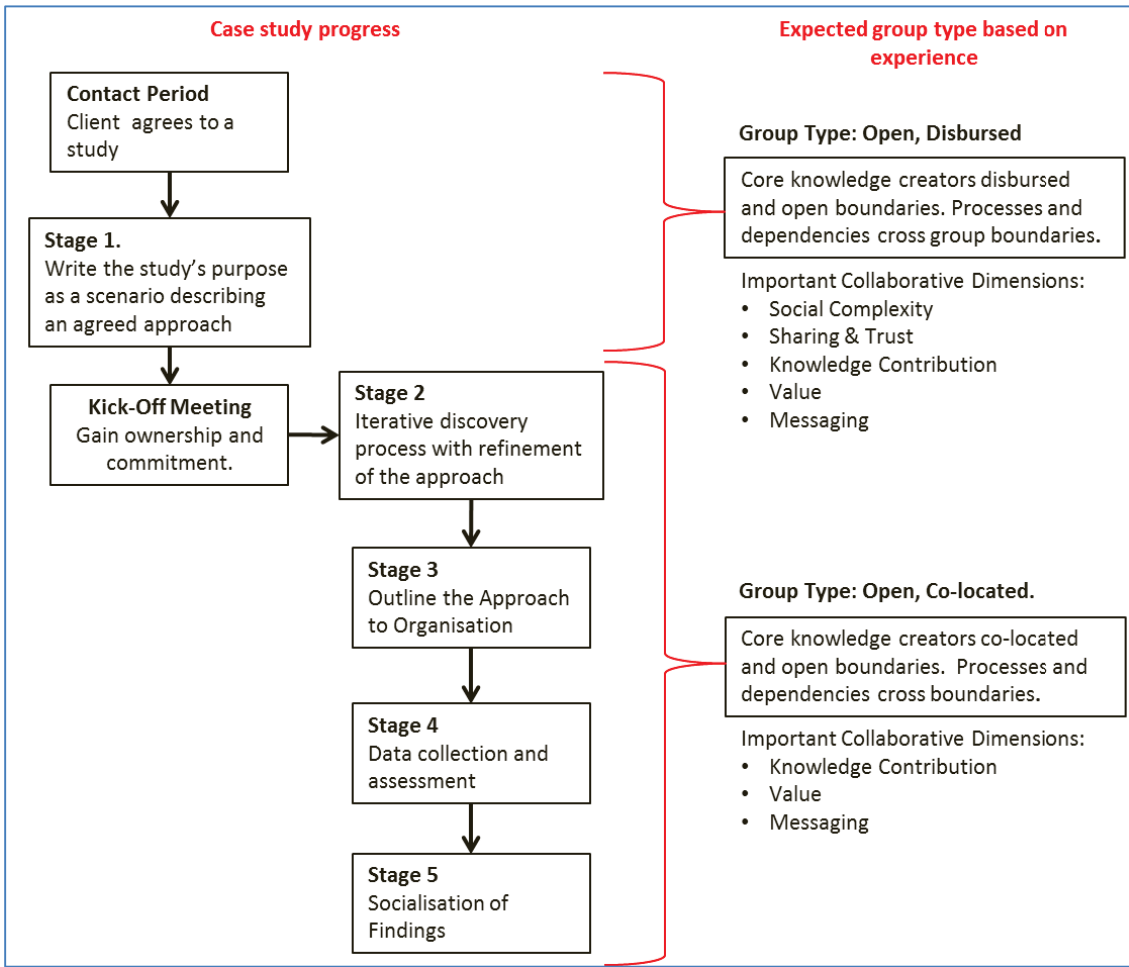 Case study progress
Contact Period
Client agrees to a
study
Stage 1.
Write the study's purpose
as a scenario describing
an agreed approach
Kick-Off Meeting
Gain ownership and
commitment.
Stage 2
Iterative discovery
process with refinement
of the approach
Stage 3
Outline the Approach
to Organisation
Stage 4
Data collection and
assessment
Stage 5
Socialisation of
Findings
Expected group type based on
experience
Group Type: Open, Disbursed
Core knowledge creators disbursed
and open boundaries. Processes and
dependencies cross group boundaries.
Important Collaborative Dimensions:
• Social Complexity
• Sharing & Trust
• Knowledge Contribution
• Value
• Messaging
Group Type: Open, Co-located.
Core knowledge creators co-located
and open boundaries. Processes and
dependencies cross boundaries.
Important Collaborative Dimensions:
• Knowledge Contribution
• Value
• Messaging